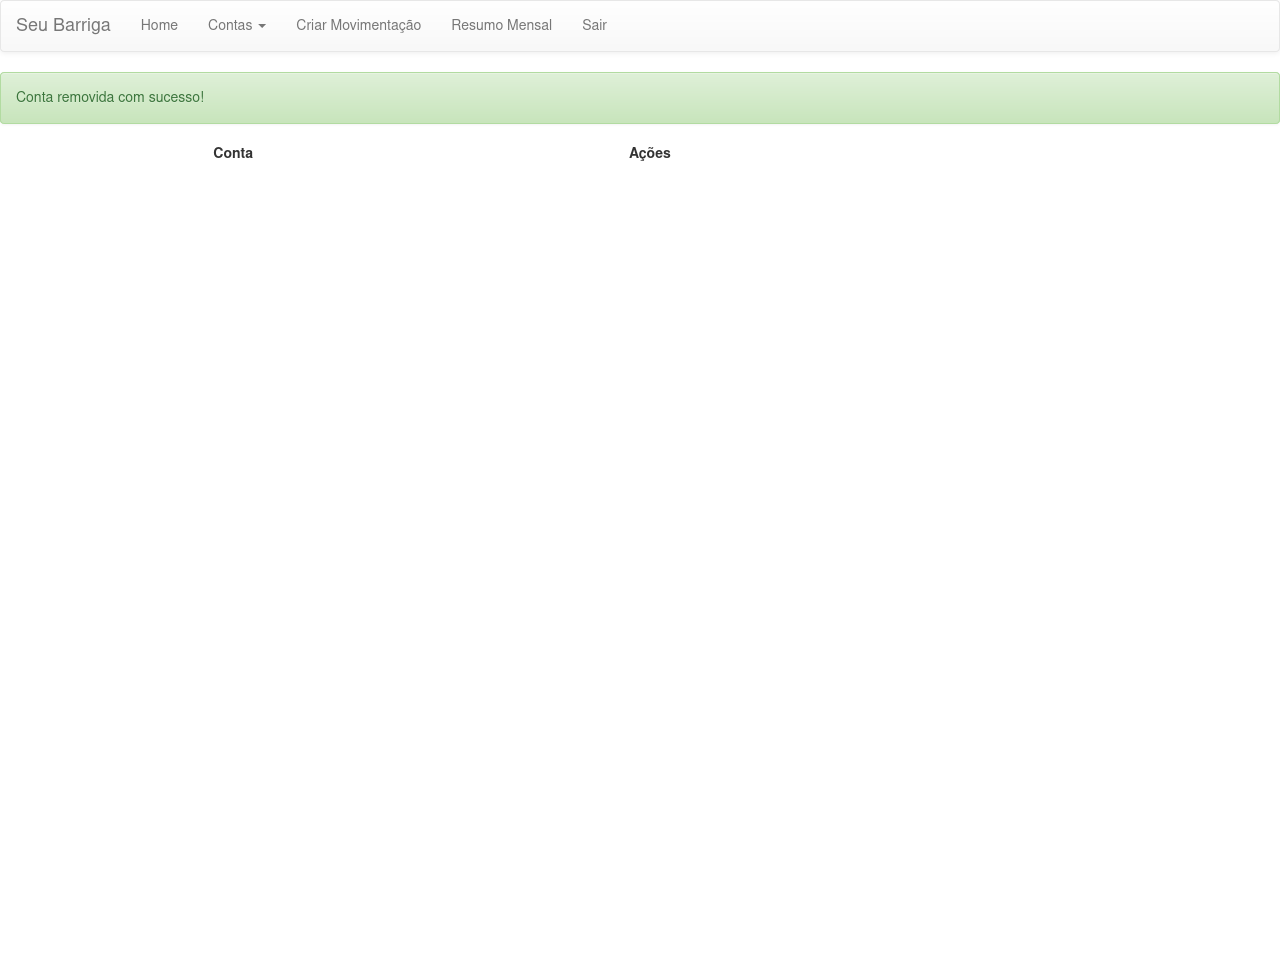 Seu Barriga Home Contas Criar Movimentação Resumo Mensal Sair
Conta removida com sucesso!
Conta Ações